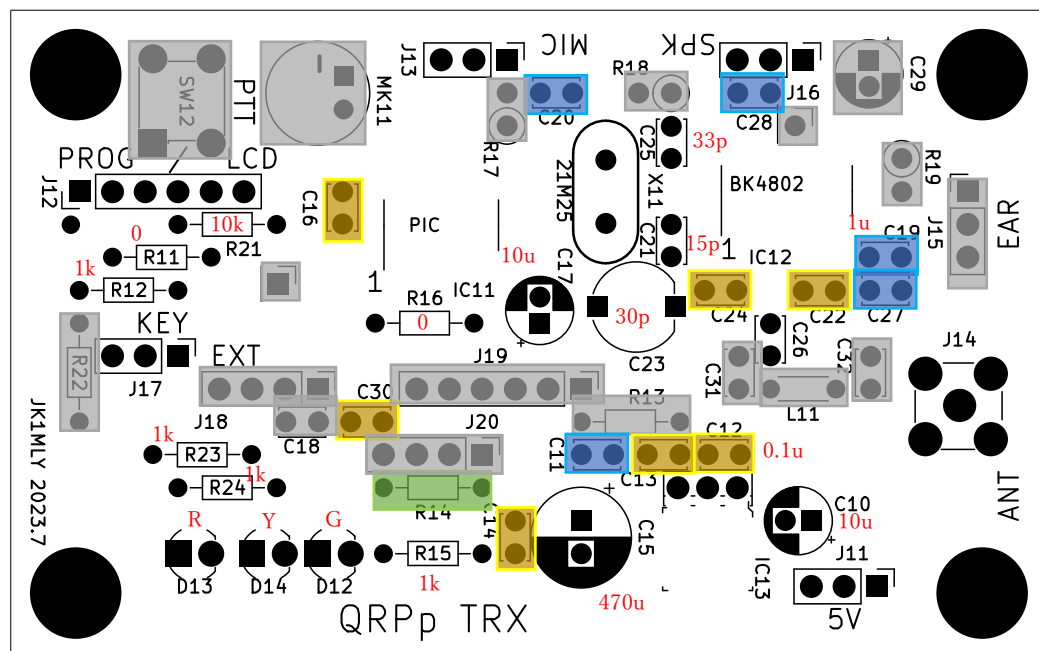 MIC
SPK
J13
R18
C29
SW12
PTT
MK11
C20
C28
J16
PROG
LCD
R17
C25
33p
J12
C16
21M25
X11
BK4802
R19
10k
R21
0
R11
PIC
10u
C17
C21
15p
1
1u
C19
IC12
J15
EAR
1k
R12
1
R16
0
IC11
30p
C24
C22
C27
KEY
C23
C26
R22
J17
EXT
J19
C31
C32
J14
J18
C30
L11
C18
J20
R13
1k
R23
C11
C13
C12
0.1u
1k
R24
R14
C14
C15
C10
10u
ANT
JK1MLY 2023.7
R
Y
G
R15
1k
D13
D14
D12
470u
IC13
J11
QRPp TRX
5V